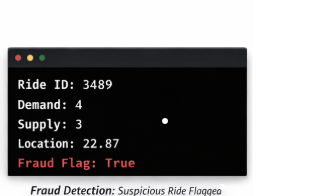 Ride ID: 3489
Demand: 4
Supply: 3
Location: 22.87
Fraud Flag: True
Fraud Detection: Suspicious Ride Flagged